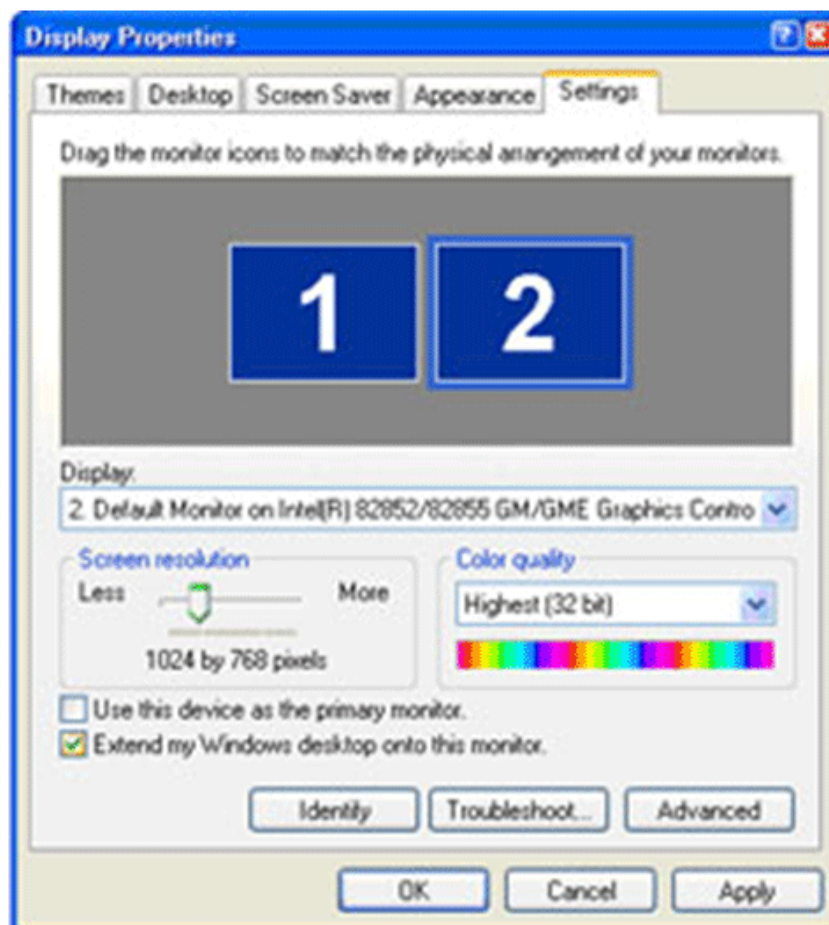 Display Properties
Themes Desktop Screen Saver Appearance Settings
Drag the monitor icons to match the physical arrangement of your monitors.
1 2
Display:
2. Default Monitor on Intel(R) 82852/82855 GM/GME Graphics Contro
Screen resolution
Less More
1024 by 768 pixels
Color quality
Highest (32 bit)
Use this device as the primary monitor.
Extend my Windows desktop onto this monitor.
Identify Troubleshoot... Advanced
OK Cancel Apply